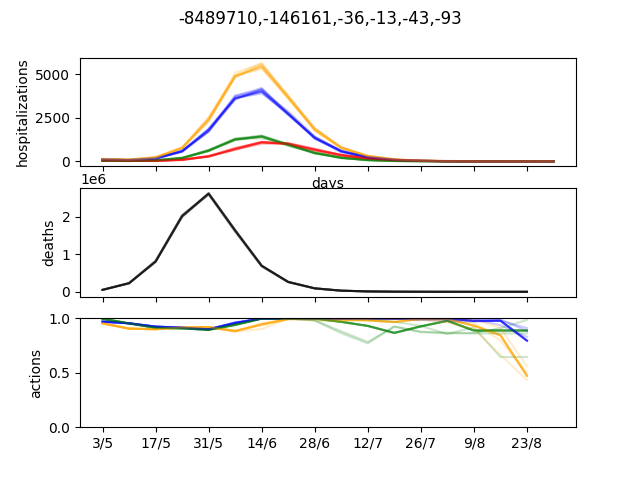 -8489710,-146161,-36,-13,-43,-93
hospitalizations
5000
2500
0
days
1e6
deaths
2
1
0
actions
1.0
0.5
0.0
3/5 17/5 31/5 14/6 28/6 12/7 26/7 9/8 23/8